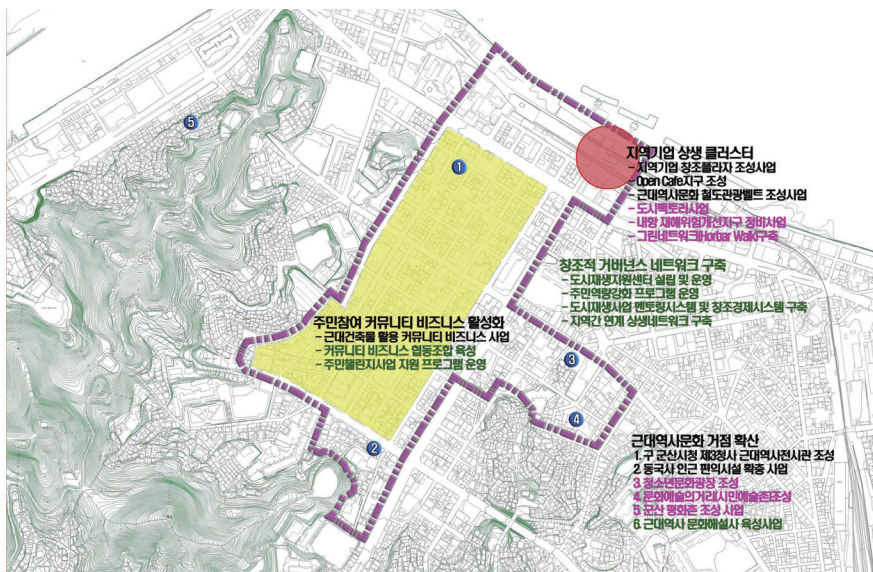 1
5
지역기업 상생 클러스터
- 지역기업 창조플라자 조성사업
- Open Cafe지구 조성
- 근대역사문화 철도관광벨트 조성사업
- 도시팩토리사업
- 내항 재해위험개선지구 정비사업
- 그린네트워크(Horbar Walk)구축
창조적 거버넌스 네트워크 구축
- 도시재생지원센터 설립 및 운영
- 주민역량강화 프로그램 운영
- 도시재생사업 멘토링시스템 및 창조경제시스템 구축
- 지역간 연계 상생네트워크 구축
주민참여 커뮤니티 비즈니스 활성화
- 근대건축물 활용 커뮤니티 비즈니스 사업
- 커뮤니티 비즈니스 협동조합 육성
- 주민챌린지사업 지원 프로그램 운영
3
4
2
근대역사문화 거점 확산
1. 구 군산시청 제3청사 근대역사전시관 조성
2. 동국사 인근 편익시설 확충 사업
3. 청소년문화광장 조성
4. 문화예술의거리(시민예술촌)조성
5. 군산 평화촌 조성 사업
6. 근대역사 문화해설사 육성사업